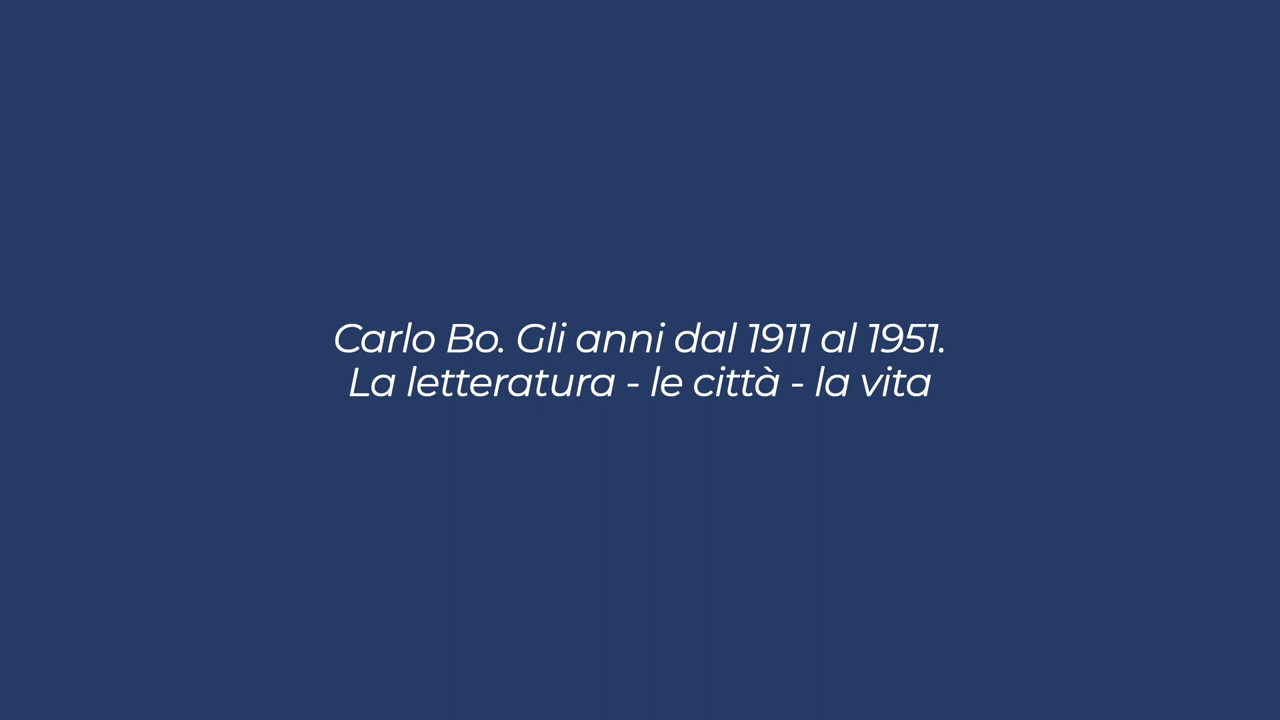 Carlo Bo. Gli anni dal 1911 al 1951.
La letteratura - le città - la vita